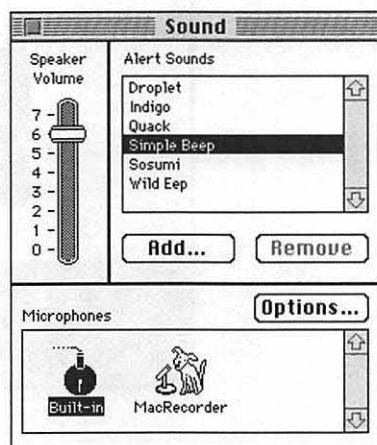 Sound
Speaker
Volume
7
6
5
4
3
2
1
0
Alert Sounds
Droplet
Indigo
Quack
Simple Beep
Sosumi
Wild Eep
Add...
Remove
Microphones
Options...
Built-in
MacRecorder